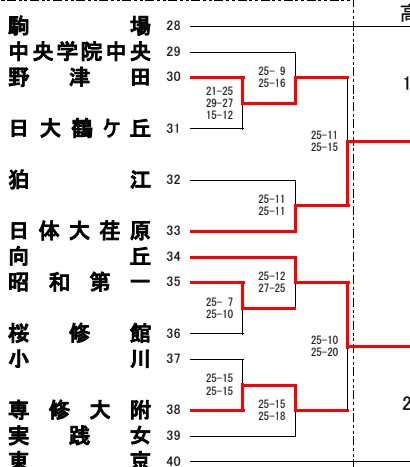 駒場 28
中央学院中央 29
野津田 30
25- 9
25-16
21-25
29-27
15-12
日大鶴ケ丘 31
25-11
25-15
狛江 32
25-11
25-11
日体大荏原 33
向丘 34
昭和第一 35
25-12
27-25
25- 7
25-10
桜修館 36
小川 37
25-10
25-20
25-15
25-15
専修大附 38
25-15
25-18
実践女 39
東京 40
1
2